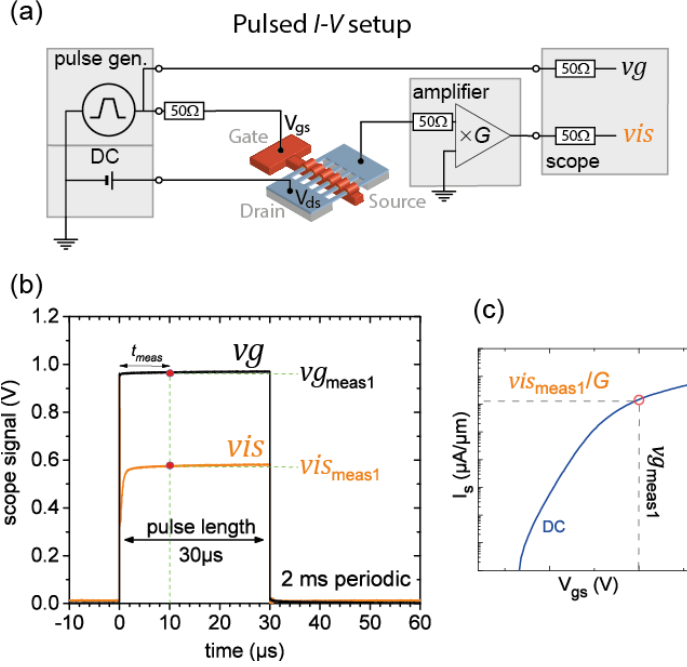 (a)
Pulsed I-V setup
pulse gen.
50Ω
vg
amplifier
50Ω
Vgs
50Ω
×G
50Ω
vis
Gate
DC
scope
Vds
Source
Drain
(b)
(c)
1.2
1.0
0.8
0.6
0.4
0.2
0.0
scope signal (V)
tmeas
vg
vgmeas1
vis
vismeas1
pulse length
30µs
2 ms periodic
-10 0 10 20 30 40 50 60
time (µs)
vismeas1/G
Is (µA/µm)
vgmeas1
DC
Vgs (V)